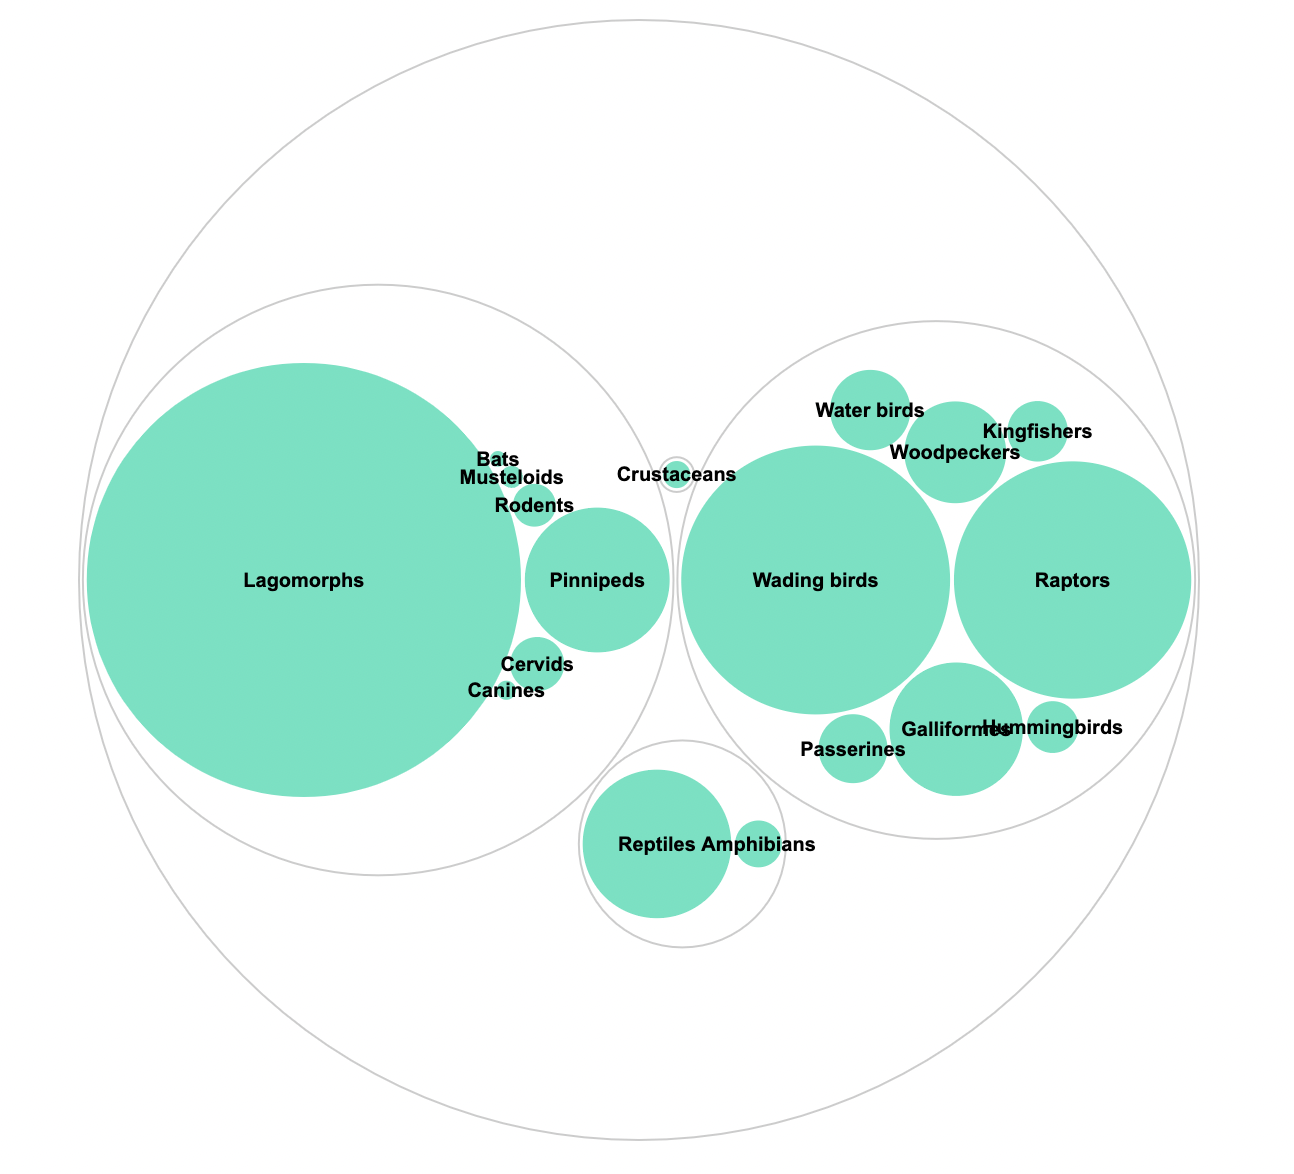 Water birds
Kingfishers
Woodpeckers
Bats
Musteloids
Crustaceans
Rodents
Lagomorphs
Pinnipeds
Wading birds
Raptors
Cervids
Canines
Galliformes
Hummingbirds
Passerines
Reptiles
Amphibians